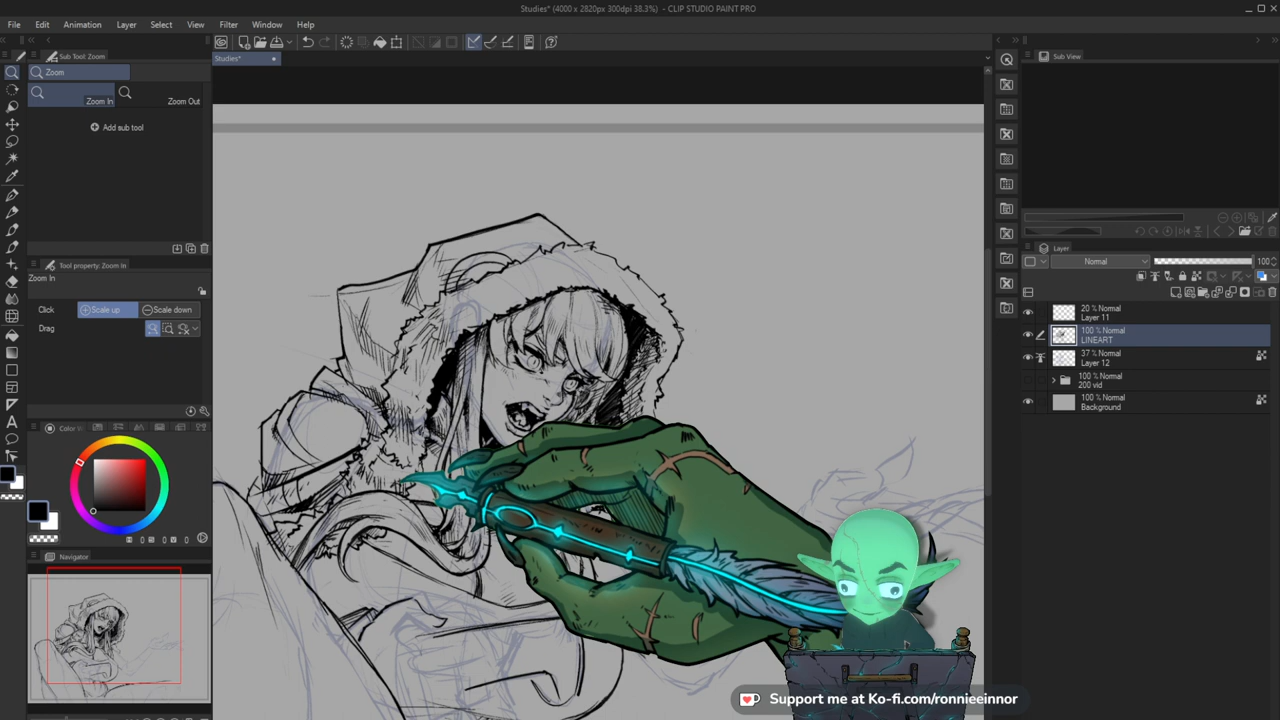 Studies* (4000 x 2820px 300dpi 38.3%) - CLIP STUDIO PAINT PRO
File Edit Animation Layer Select View Filter Window Help
Sub Tool: Zoom
Studies*
Sub View
Zoom
Zoom In
Zoom Out
Add sub tool
Layer
Normal
100
Tool property: Zoom in
Zoom In
Click
Scale up
Scale down
Drag
20 % Normal
Layer 11
100 % Normal
LINEART
37 % Normal
Layer 12
100 % Normal
200 vid
100 % Normal
Background
Color
A
Navigator
Support me at Ko-fi.com/ronnieeinnor